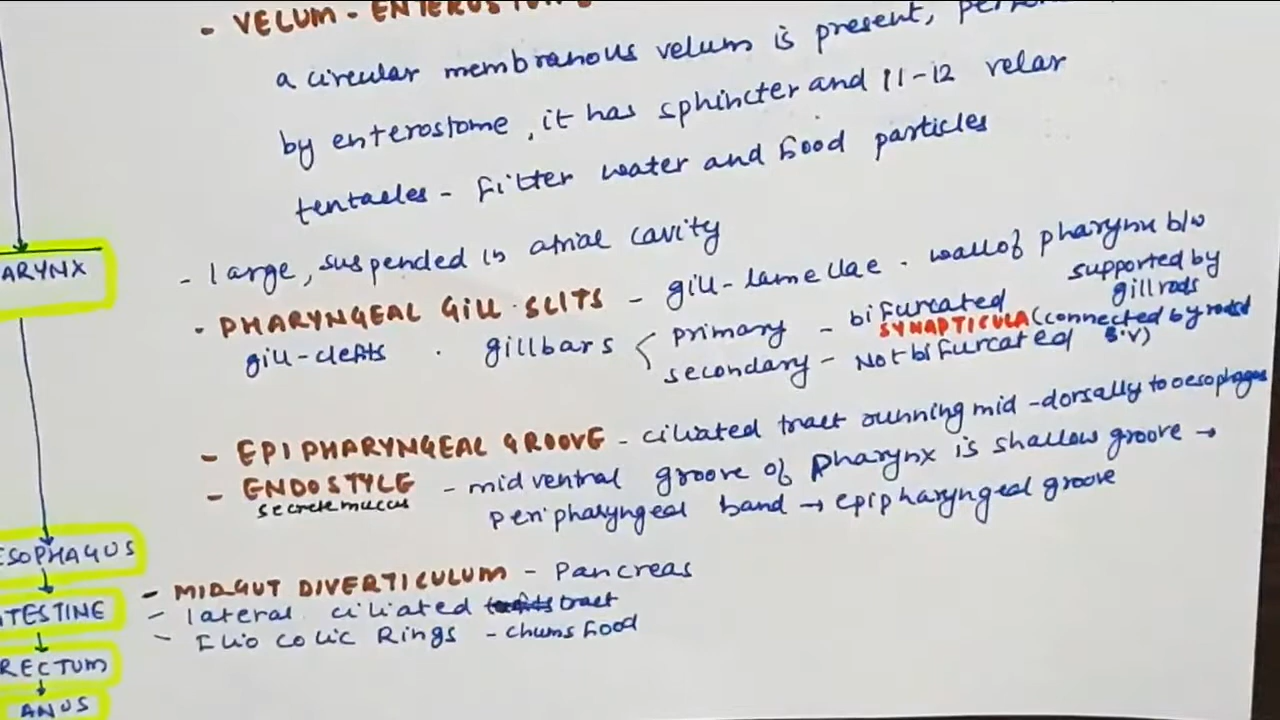 - VELUM - ENTEROSTOME
a circular membranous velum is present,
by enterostome, it has sphincter and 11-12 velar
tentacles - Filter water and food particles
ARYNX
- large, suspended in atrial cavity
- PHARYNGEAL GILL SLITS - gill-lamellae. wall of pharynx b/w
gill-clefts . gillbars < primary - bifurcated supported by gill rods
SYNAPTICULA (connected by
secondary - Not bifurcated
- EPIPHARYNGEAL GROOVE - ciliated tract running mid-dorsally to oesophagus
- ENDOSTYLE - midventral groove of pharynx is shallow groove →
secrete mucus peripharyngeal band → epipharyngeal groove
ESOPHAGUS
- MIDGUT DIVERTICULUM - Pancreas
TESTINE - lateral ciliated tract
- Ilio colic Rings - churns food
RECTUM
ANUS